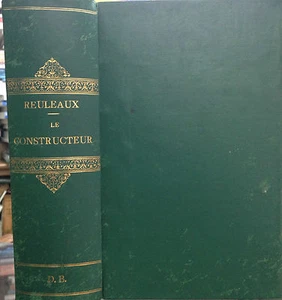 REULEAUX
LE
CONSTRUCTEUR
D. B.